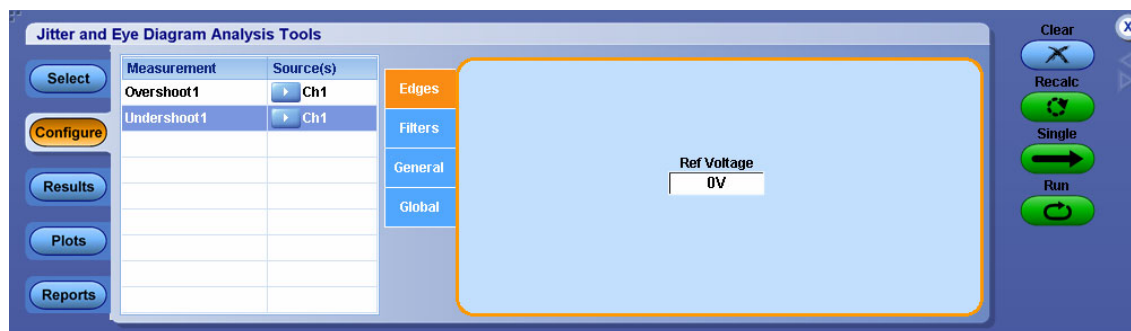 Jitter and Eye Diagram Analysis Tools
Select
Configure
Results
Plots
Reports
Measurement Source(s)
Overshoot1 Ch1
Undershoot1 Ch1
Edges
Filters
General
Global
Ref Voltage
0V
Clear
X
Recalc
Single
Run